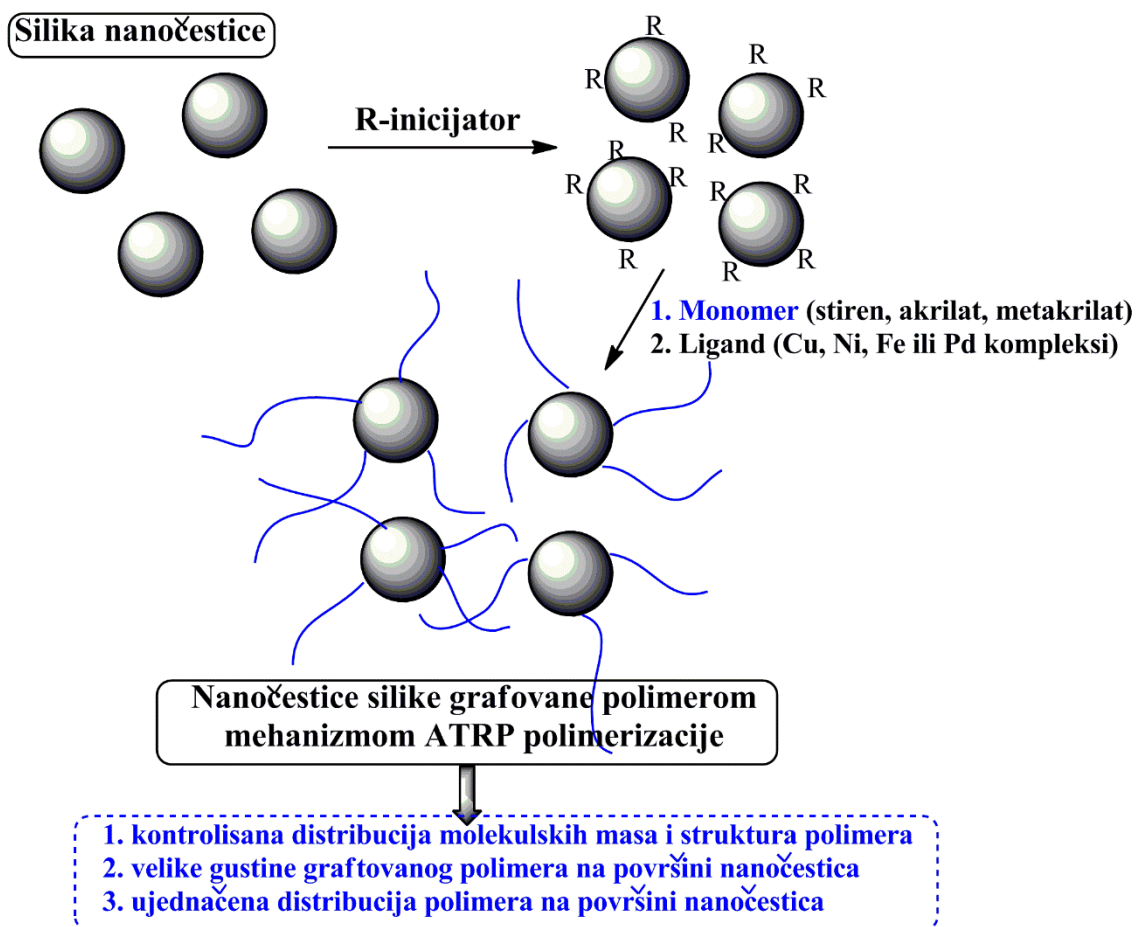 Silika nanočestice
R-inicijator
R
R
R
R
R
R
R
R
R
R
R
R
R
R
1. Monomer (stiren, akrilat, metakrilat)
2. Ligand (Cu, Ni, Fe ili Pd kompleksi)
Nanočestice silike grafovane polimerom
mehanizmom ATRP polimerizacije
1. kontrolisana distribucija molekulskih masa i struktura polimera
2. velike gustine graftovanog polimera na površini nanočestica
3. ujednačena distribucija polimera na površini nanočestica